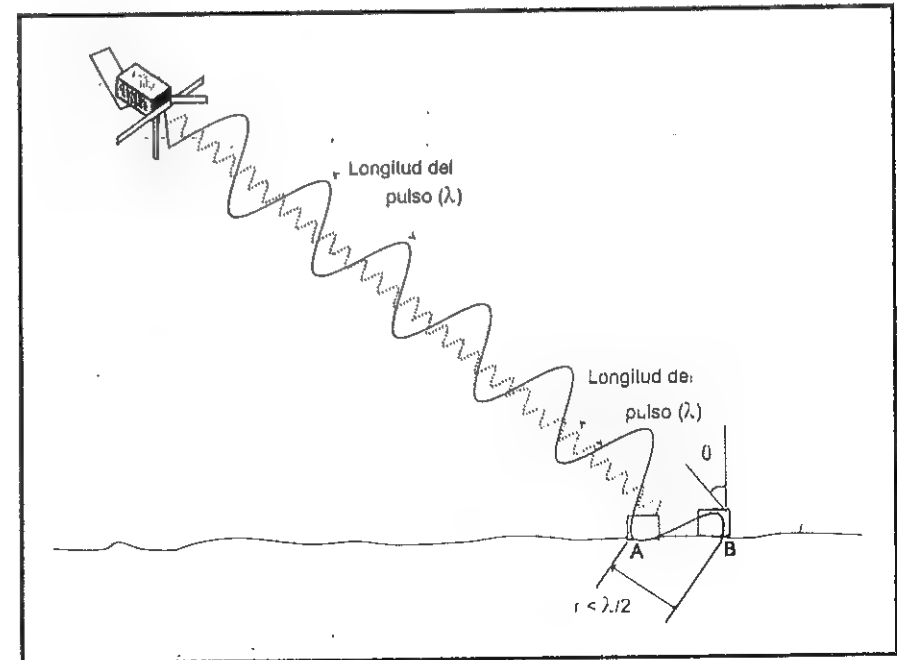 Longitud del
pulso (λ)
Longitud de
pulso (λ)
θ
A
B
r < λ/2